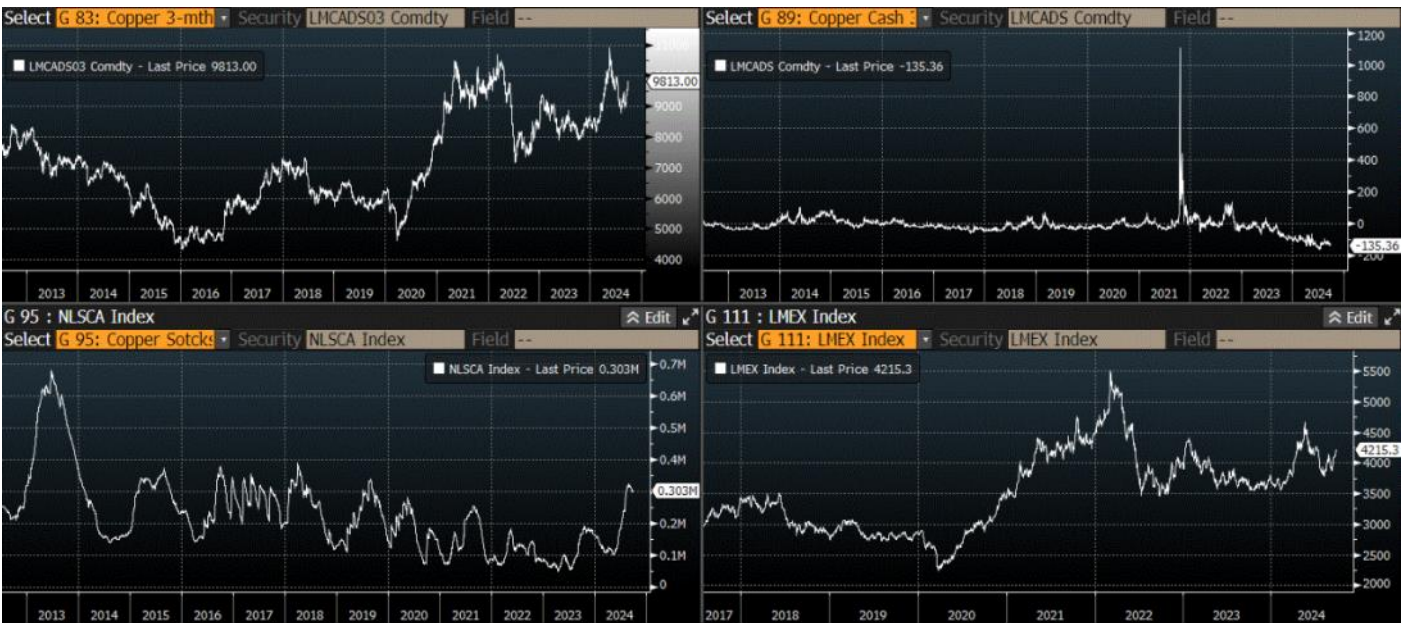 Select G 83: Copper 3-mth Security LMCADS03 Comdty Field --
LMCADS03 Comdty - Last Price 9813.00
9813.00
9000
8000
7000
6000
5000
4000
2013 2014 2015 2016 2017 2018 2019 2020 2021 2022 2023 2024
Select G 89: Copper Cash Security LMCADS Comdty Field --
LMCADS Comdty - Last Price -135.36
1200
1000
800
600
400
200
0
-135.36
-200
2013 2014 2015 2016 2017 2018 2019 2020 2021 2022 2023 2024
G 95 : NLSCA Index Edit
Select G 95: Copper Sotcks Security NLSCA Index Field --
NLSCA Index - Last Price 0.303M
0.7M
0.6M
0.5M
0.4M
0.303M
0.2M
0.1M
0
2013 2014 2015 2016 2017 2018 2019 2020 2021 2022 2023 2024
G 111 : LMEX Index Edit
Select G 111: LMEX Index Security LMEX Index Field --
LMEX Index - Last Price 4215.3
5500
5000
4500
4215.3
4000
3500
3000
2500
2000
2017 2018 2019 2020 2021 2022 2023 2024